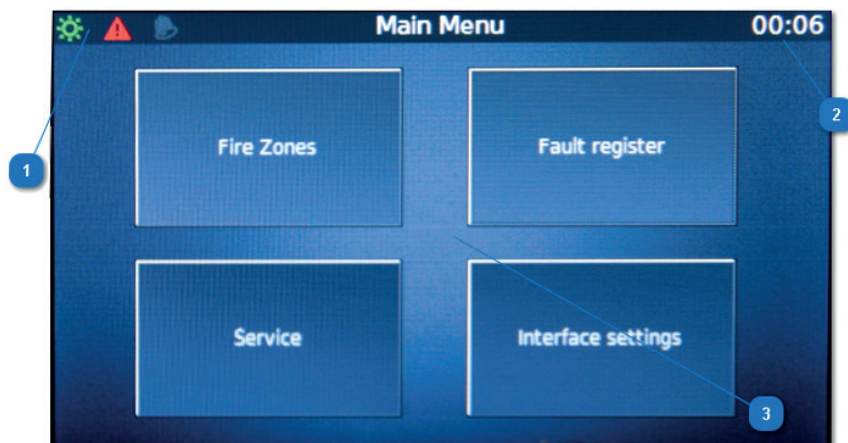 Main Menu 00:06
1
2
Fire Zones
Fault register
Service
Interface settings
3